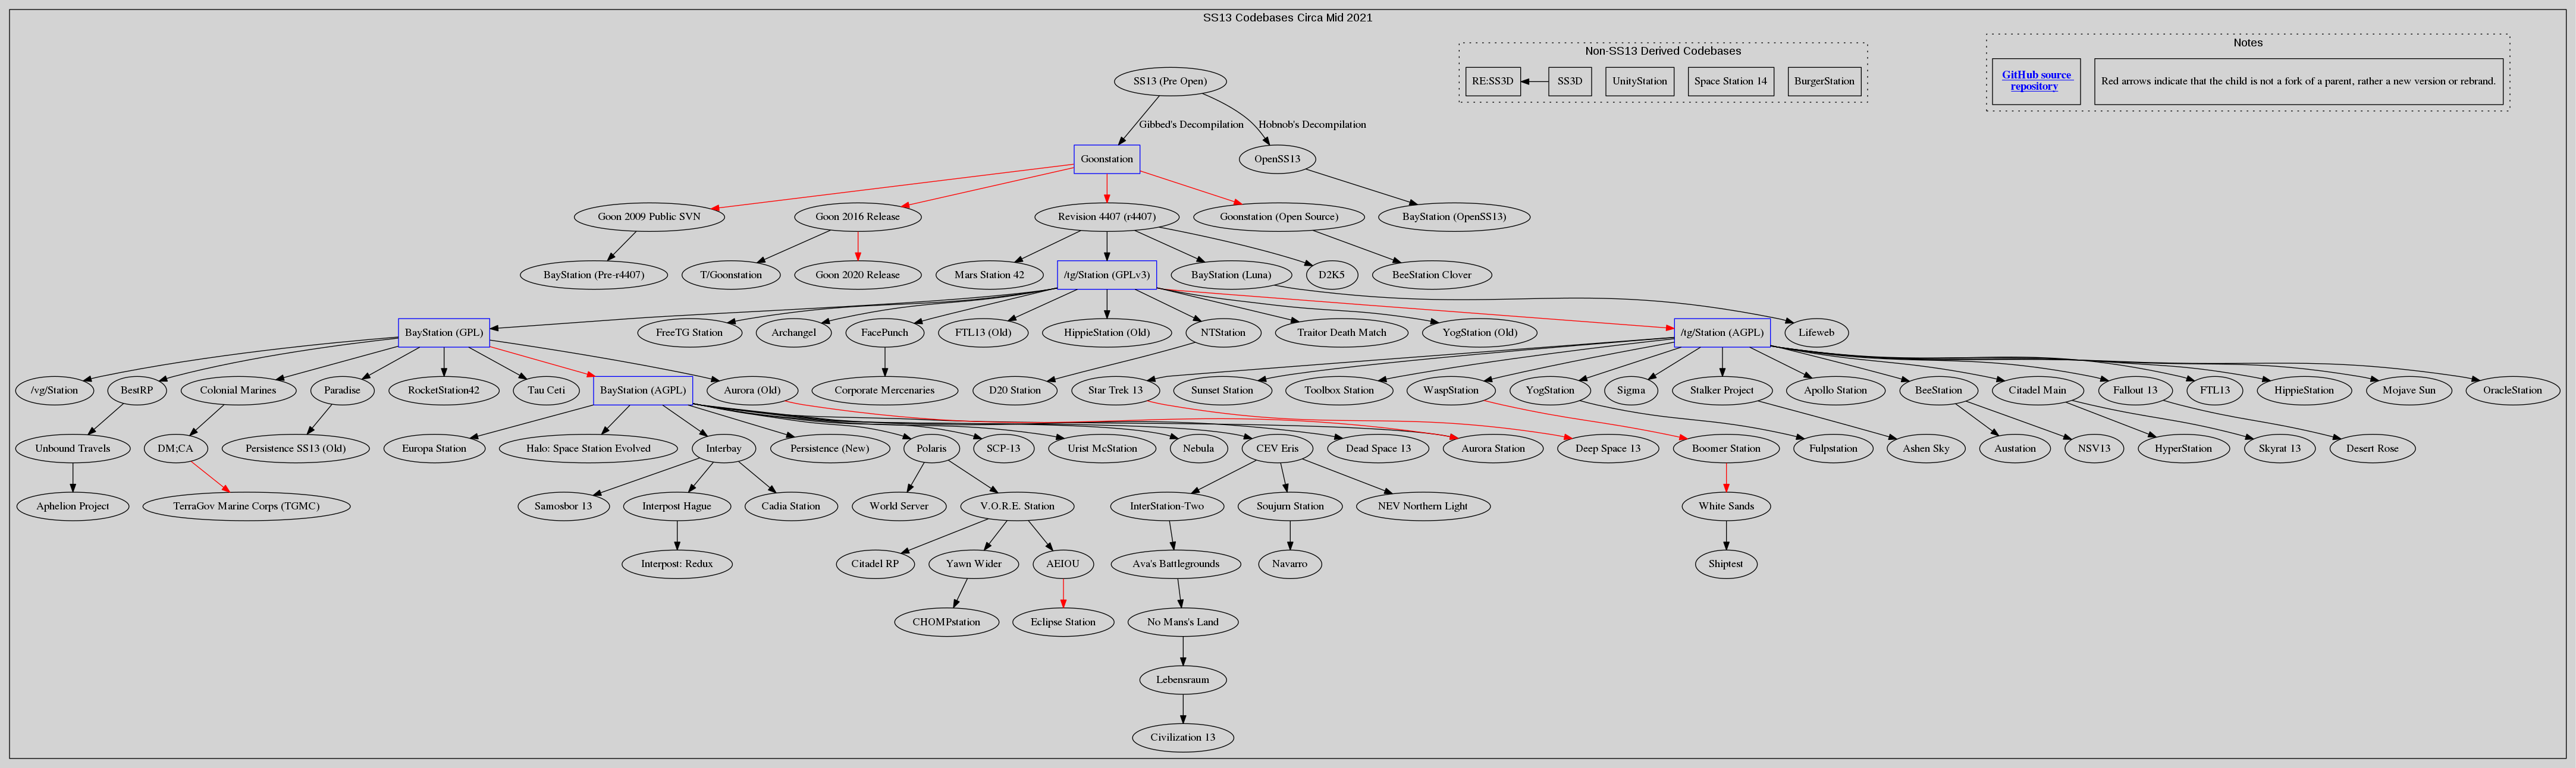 SS13 Codebases Circa Mid 2021
Non-SS13 Derived Codebases
RE:SS3D
SS3D
UnityStation
Space Station 14
BurgerStation
Notes
GitHub source
repository
Red arrows indicate that the child is not a fork of a parent, rather a new version or rebrand.
SS13 (Pre Open)
Gibbed's Decompilation
Hobnob's Decompilation
Goonstation
OpenSS13
Goon 2009 Public SVN
Goon 2016 Release
Revision 4407 (r4407)
Goonstation (Open Source)
BayStation (OpenSS13)
BayStation (Pre-r4407)
T/Goonstation
Goon 2020 Release
Mars Station 42
/tg/Station (GPLv3)
BayStation (Luna)
D2K5
BeeStation Clover
BayStation (GPL)
FreeTG Station
Archangel
FacePunch
FTL13 (Old)
HippieStation (Old)
NTStation
Traitor Death Match
YogStation (Old)
/tg/Station (AGPL)
Lifeweb
/vg/Station
BestRP
Colonial Marines
Paradise
RocketStation42
Tau Ceti
BayStation (AGPL)
Aurora (Old)
Corporate Mercenaries
D20 Station
Star Trek 13
Sunset Station
Toolbox Station
WaspStation
YogStation
Sigma
Stalker Project
Apollo Station
BeeStation
Citadel Main
Fallout 13
FTL13
HippieStation
Mojave Sun
OracleStation
Unbound Travels
DM;CA
Persistence SS13 (Old)
Europa Station
Halo: Space Station Evolved
Interbay
Persistence (New)
Polaris
SCP-13
Urist McStation
Nebula
CEV Eris
Dead Space 13
Aurora Station
Deep Space 13
Boomer Station
Fulpstation
Ashen Sky
Austation
NSV13
HyperStation
Skyrat 13
Desert Rose
Aphelion Project
TerraGov Marine Corps (TGMC)
Samosbor 13
Interpost Hague
Cadia Station
World Server
V.O.R.E. Station
InterStation-Two
Soujurn Station
NEV Northern Light
White Sands
Interpost: Redux
Citadel RP
Yawn Wider
AEIOU
Ava's Battlegrounds
Navarro
Shiptest
CHOMPstation
Eclipse Station
No Mans's Land
Lebensraum
Civilization 13